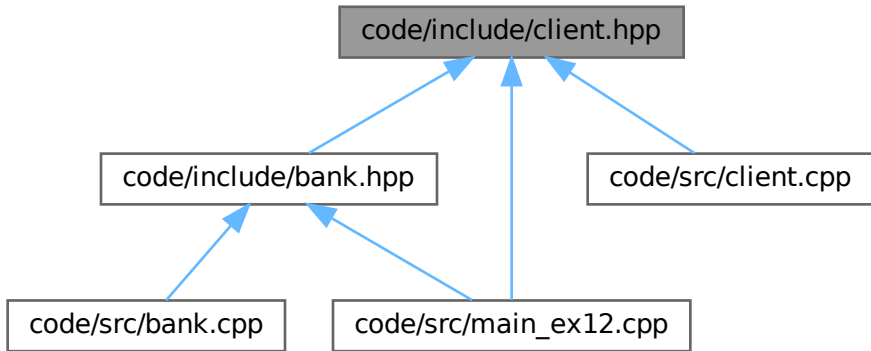 code/include/client.hpp
code/include/bank.hpp
code/src/client.cpp
code/src/bank.cpp
code/src/main_ex12.cpp